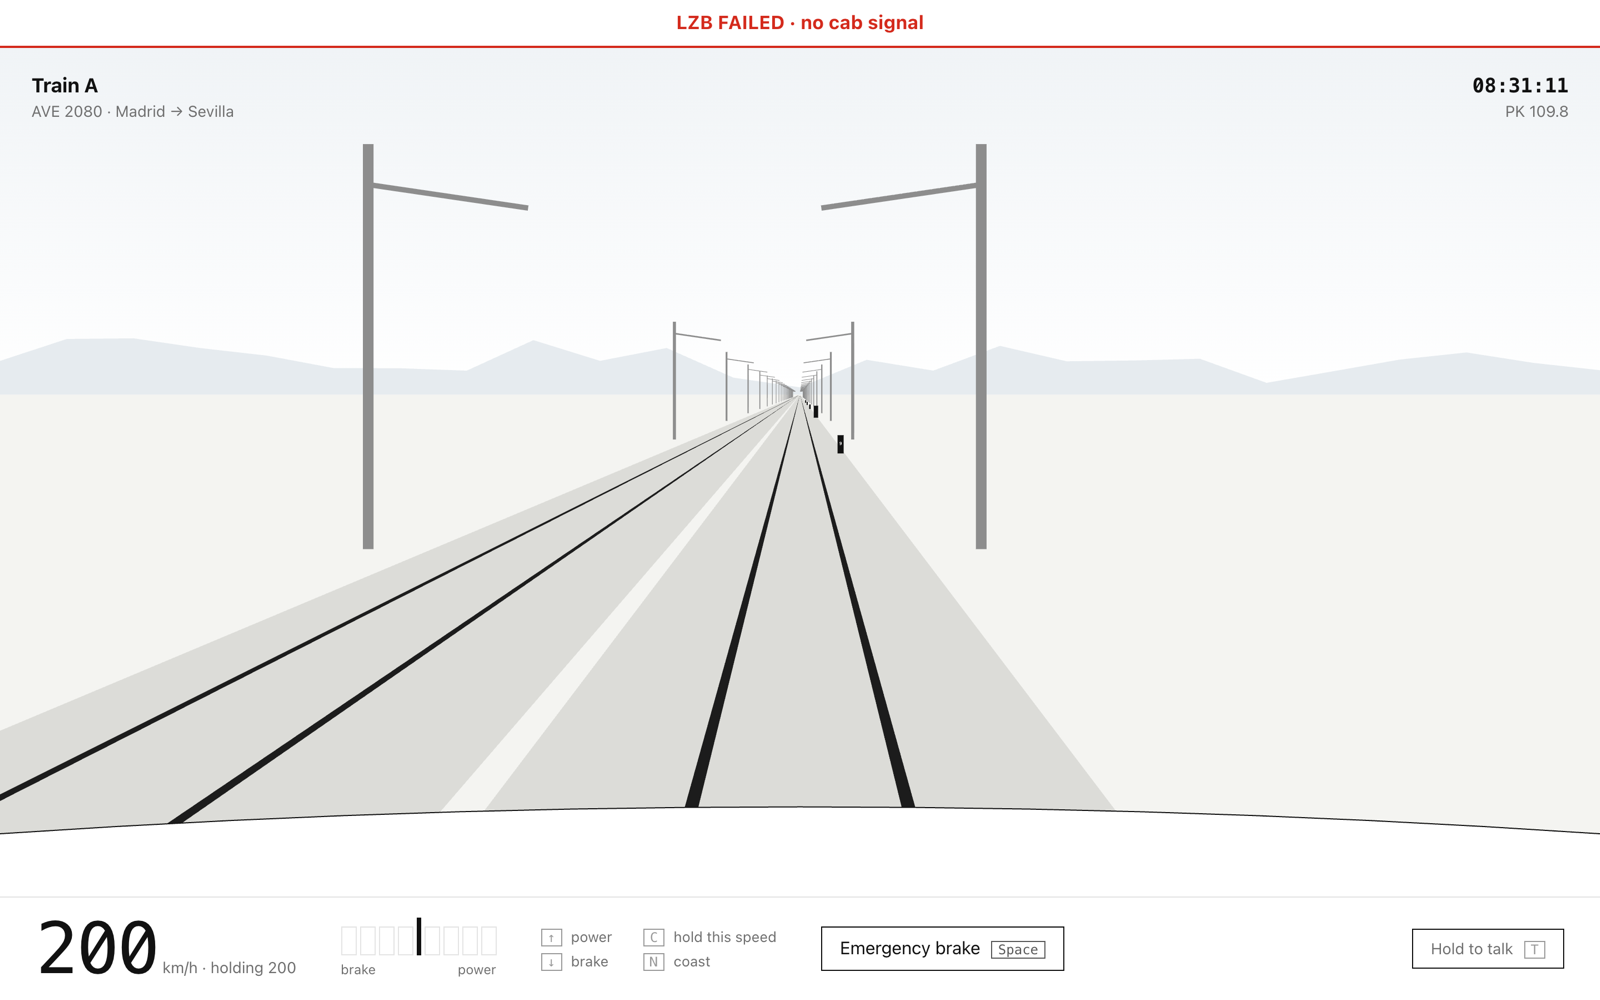 LZB FAILED · no cab signal
Train A
AVE 2080 · Madrid → Sevilla
08:31:11
PK 109.8
200 km/h · holding 200
brake power
↑ power
↓ brake
C hold this speed
N coast
Emergency brake Space
Hold to talk T